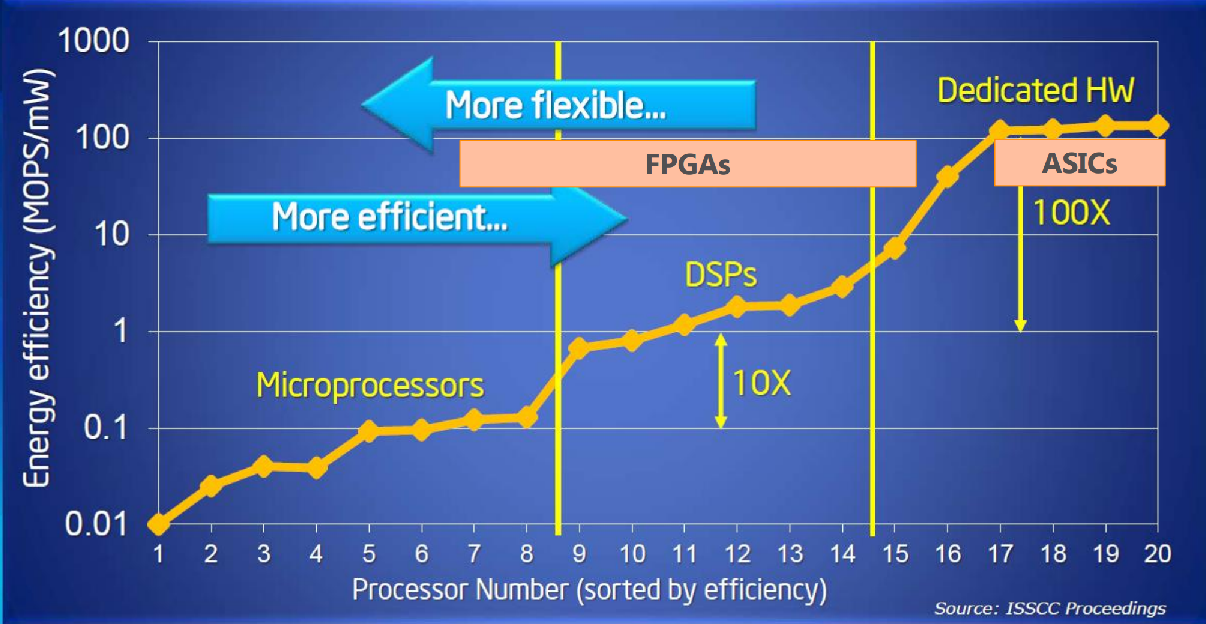 Energy efficiency (MOPS/mW)
1000
100
10
1
0.1
0.01
More flexible...
Dedicated HW
FPGAs
ASICs
More efficient...
100X
DSPs
Microprocessors
10X
1 2 3 4 5 6 7 8 9 10 11 12 13 14 15 16 17 18 19 20
Processor Number (sorted by efficiency)
Source: ISSCC Proceedings